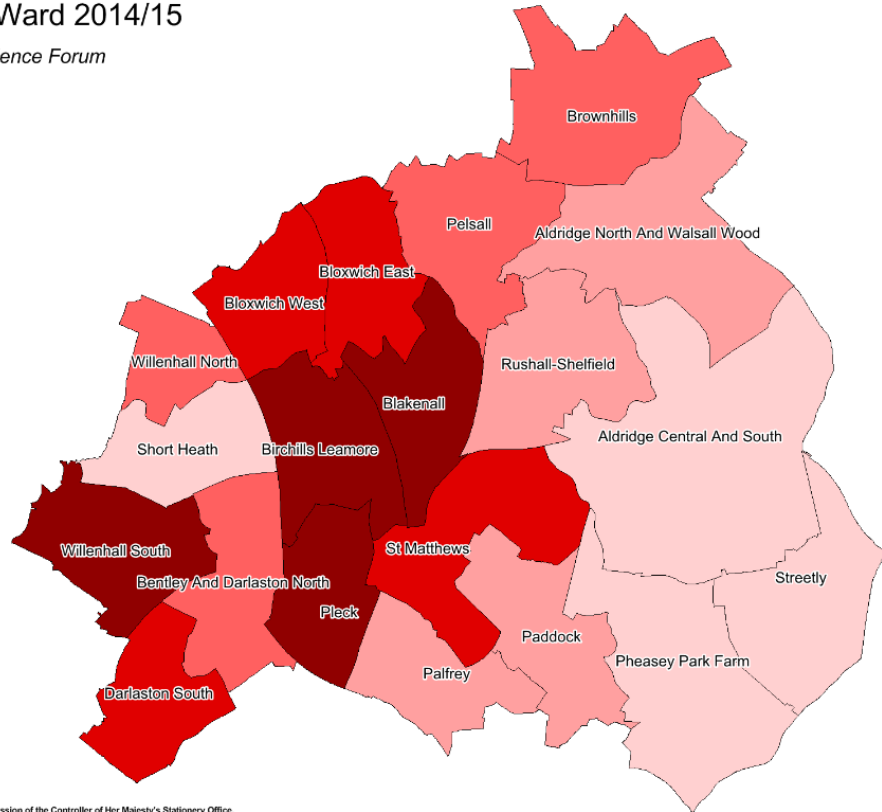 Ward 2014/15
ence Forum
Brownhills
Pelsall
Aldridge North And Walsall Wood
Bloxwich East
Bloxwich West
Willenhall North
Rushall-Shelfield
Blakenall
Aldridge Central And South
Short Heath
Birchills Leamore
St Matthews
Willenhall South
Streetly
Bentley And Darlaston North
Pleck
Paddock
Pheasey Park Farm
Palfrey
Darlaston South
ssion of the Controller of Her Majesty's Stationery Office